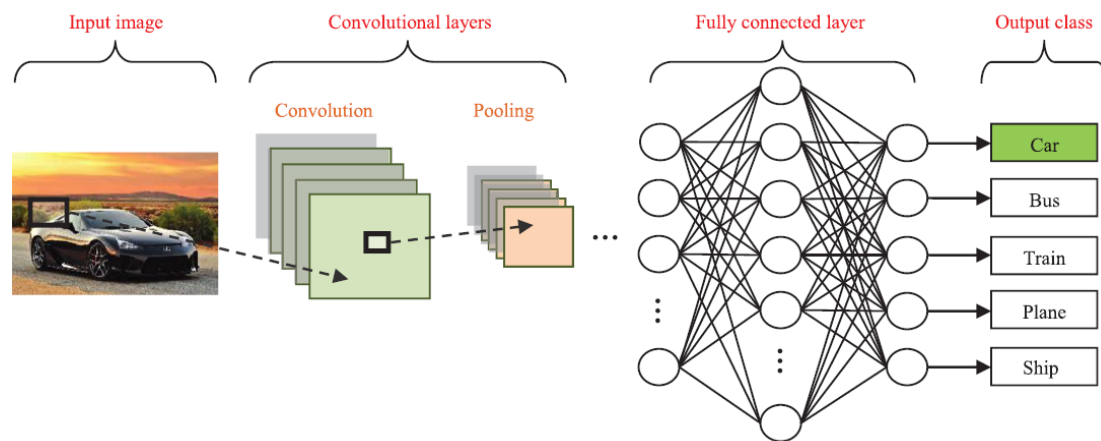 Input image
Convolutional layers
Fully connected layer
Output class
Convolution
Pooling
Car
Bus
Train
Plane
Ship